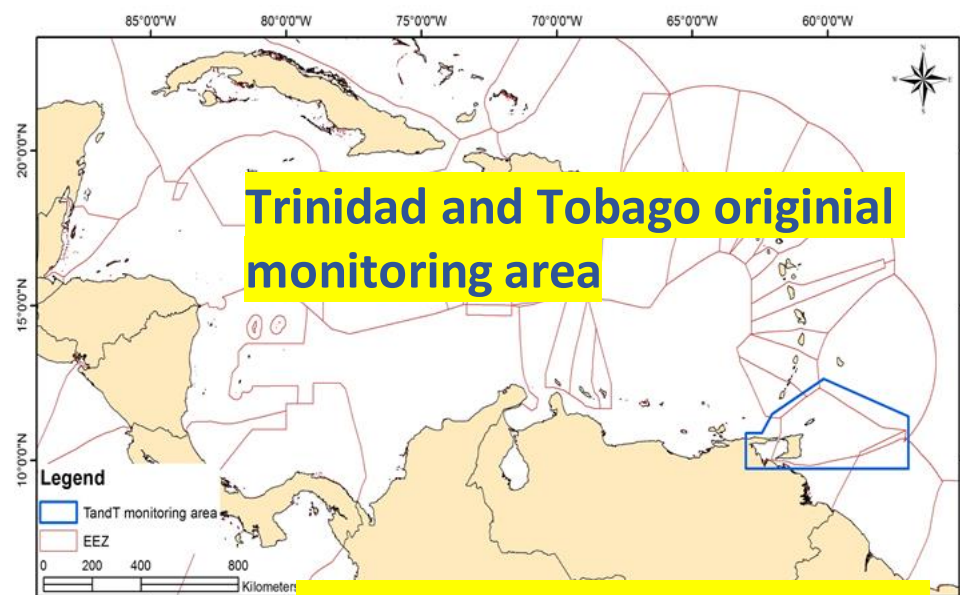 85°0'0"W 80°0'0"W 75°0'0"W 70°0'0"W 65°0'0"W 60°0'0"W
N
W E
S
20°0'0"N
Trinidad and Tobago originial
monitoring area
15°0'0"N
10°0'0"N
Legend
TandT monitoring area
EEZ
0 200 400 800
Kilometers